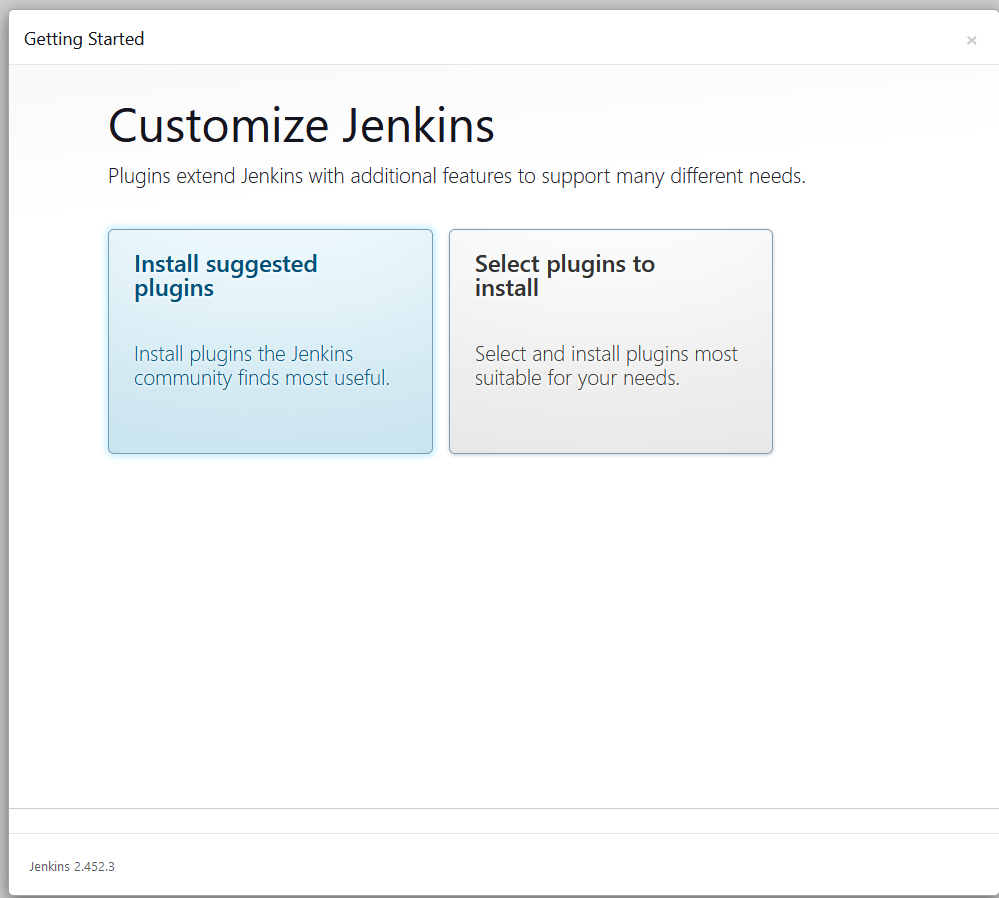 Getting Started
×
Customize Jenkins
Plugins extend Jenkins with additional features to support many different needs.
Install suggested
plugins
Install plugins the Jenkins
community finds most useful.
Select plugins to
install
Select and install plugins most
suitable for your needs.
Jenkins 2.452.3